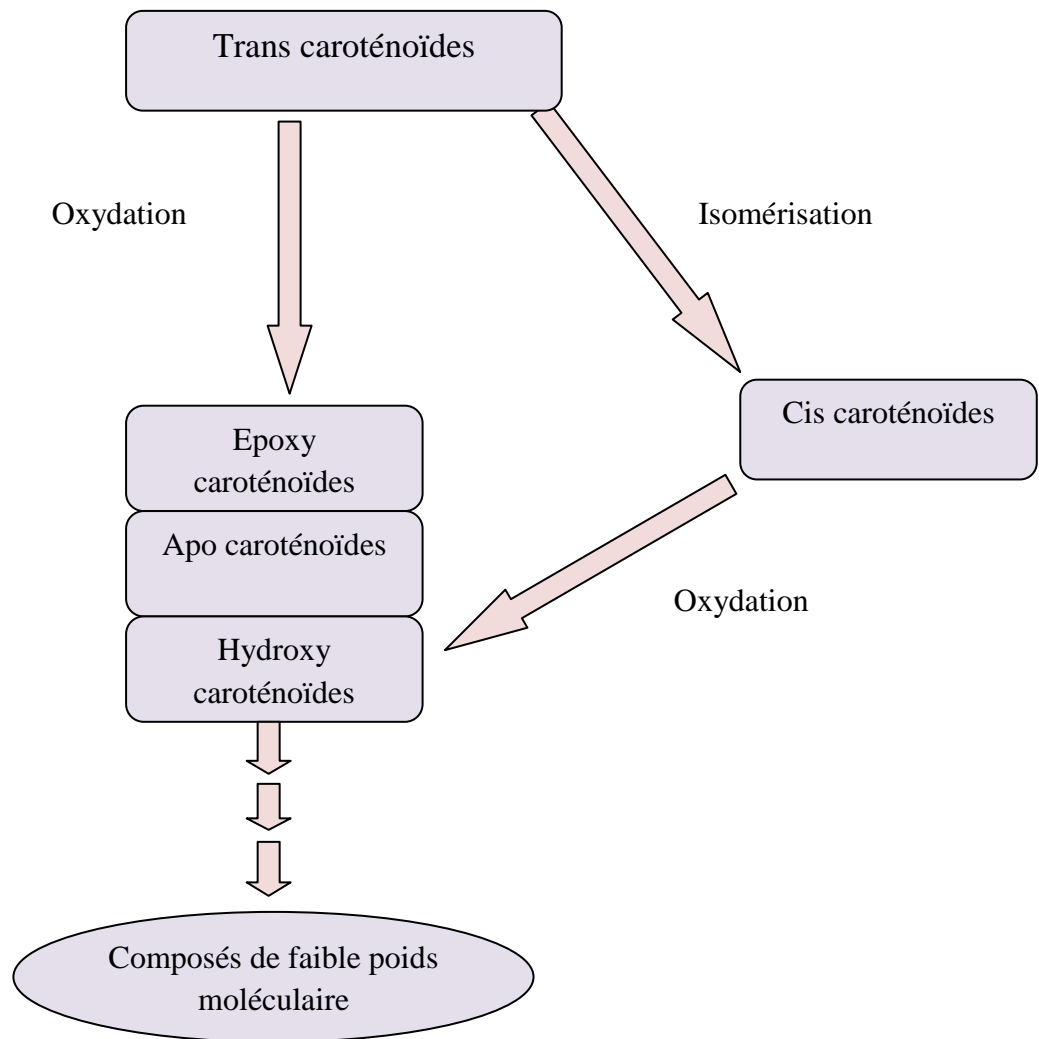 Trans caroténoïdes
Oxydation
Isomérisation
Cis caroténoïdes
Epoxy
caroténoïdes
Apo caroténoïdes
Oxydation
Hydroxy
caroténoïdes
Composés de faible poids
moléculaire